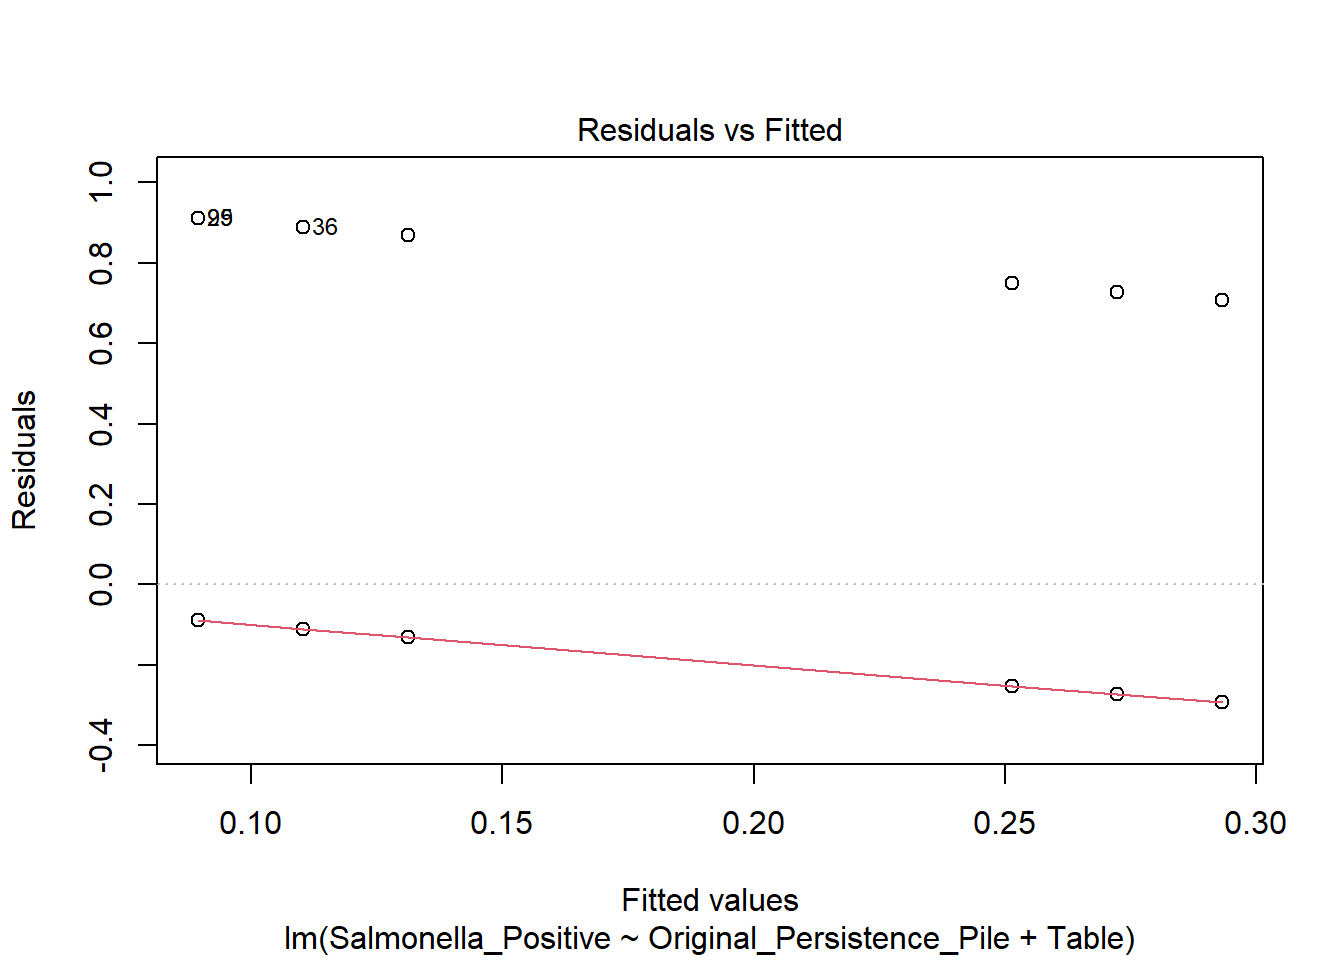 Residuals vs Fitted
Residuals
1.0
0.8
0.6
0.4
0.2
0.0
-0.4
36
0.10 0.15 0.20 0.25 0.30
Fitted values
lm(Salmonella_Positive ~ Original_Persistence_Pile + Table)